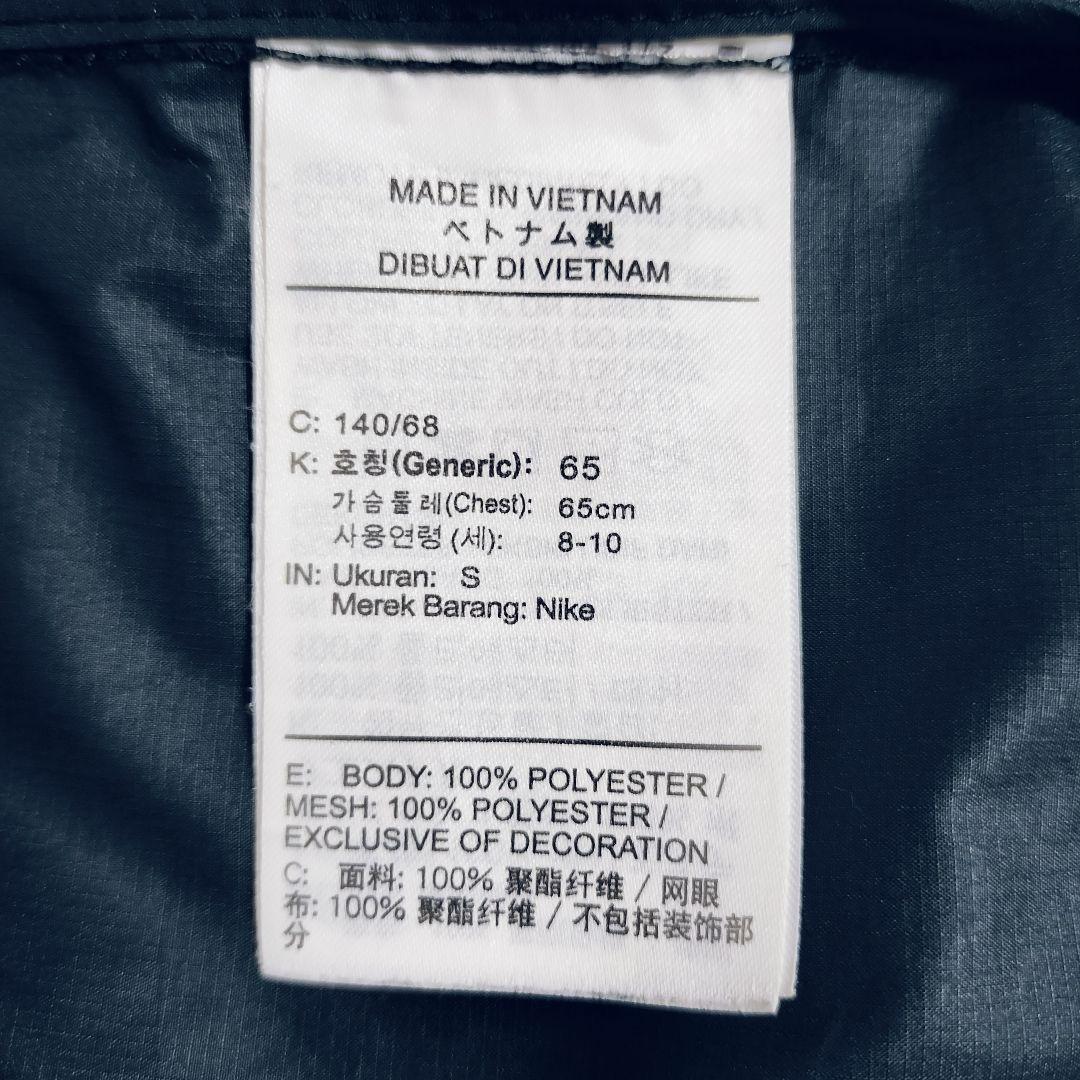 MADE IN VIETNAM
ベトナム製
DIBUAT DI VIETNAM
C: 140/68
K: 호칭(Generic): 65
가슴둘레(Chest): 65cm
사용연령 (세): 8-10
IN: Ukuran: S
Merek Barang: Nike
E: BODY: 100% POLYESTER /
MESH: 100% POLYESTER /
EXCLUSIVE OF DECORATION
C: 面料: 100% 聚酯纤维 / 网眼
布: 100% 聚酯纤维 / 不包括装饰部
分